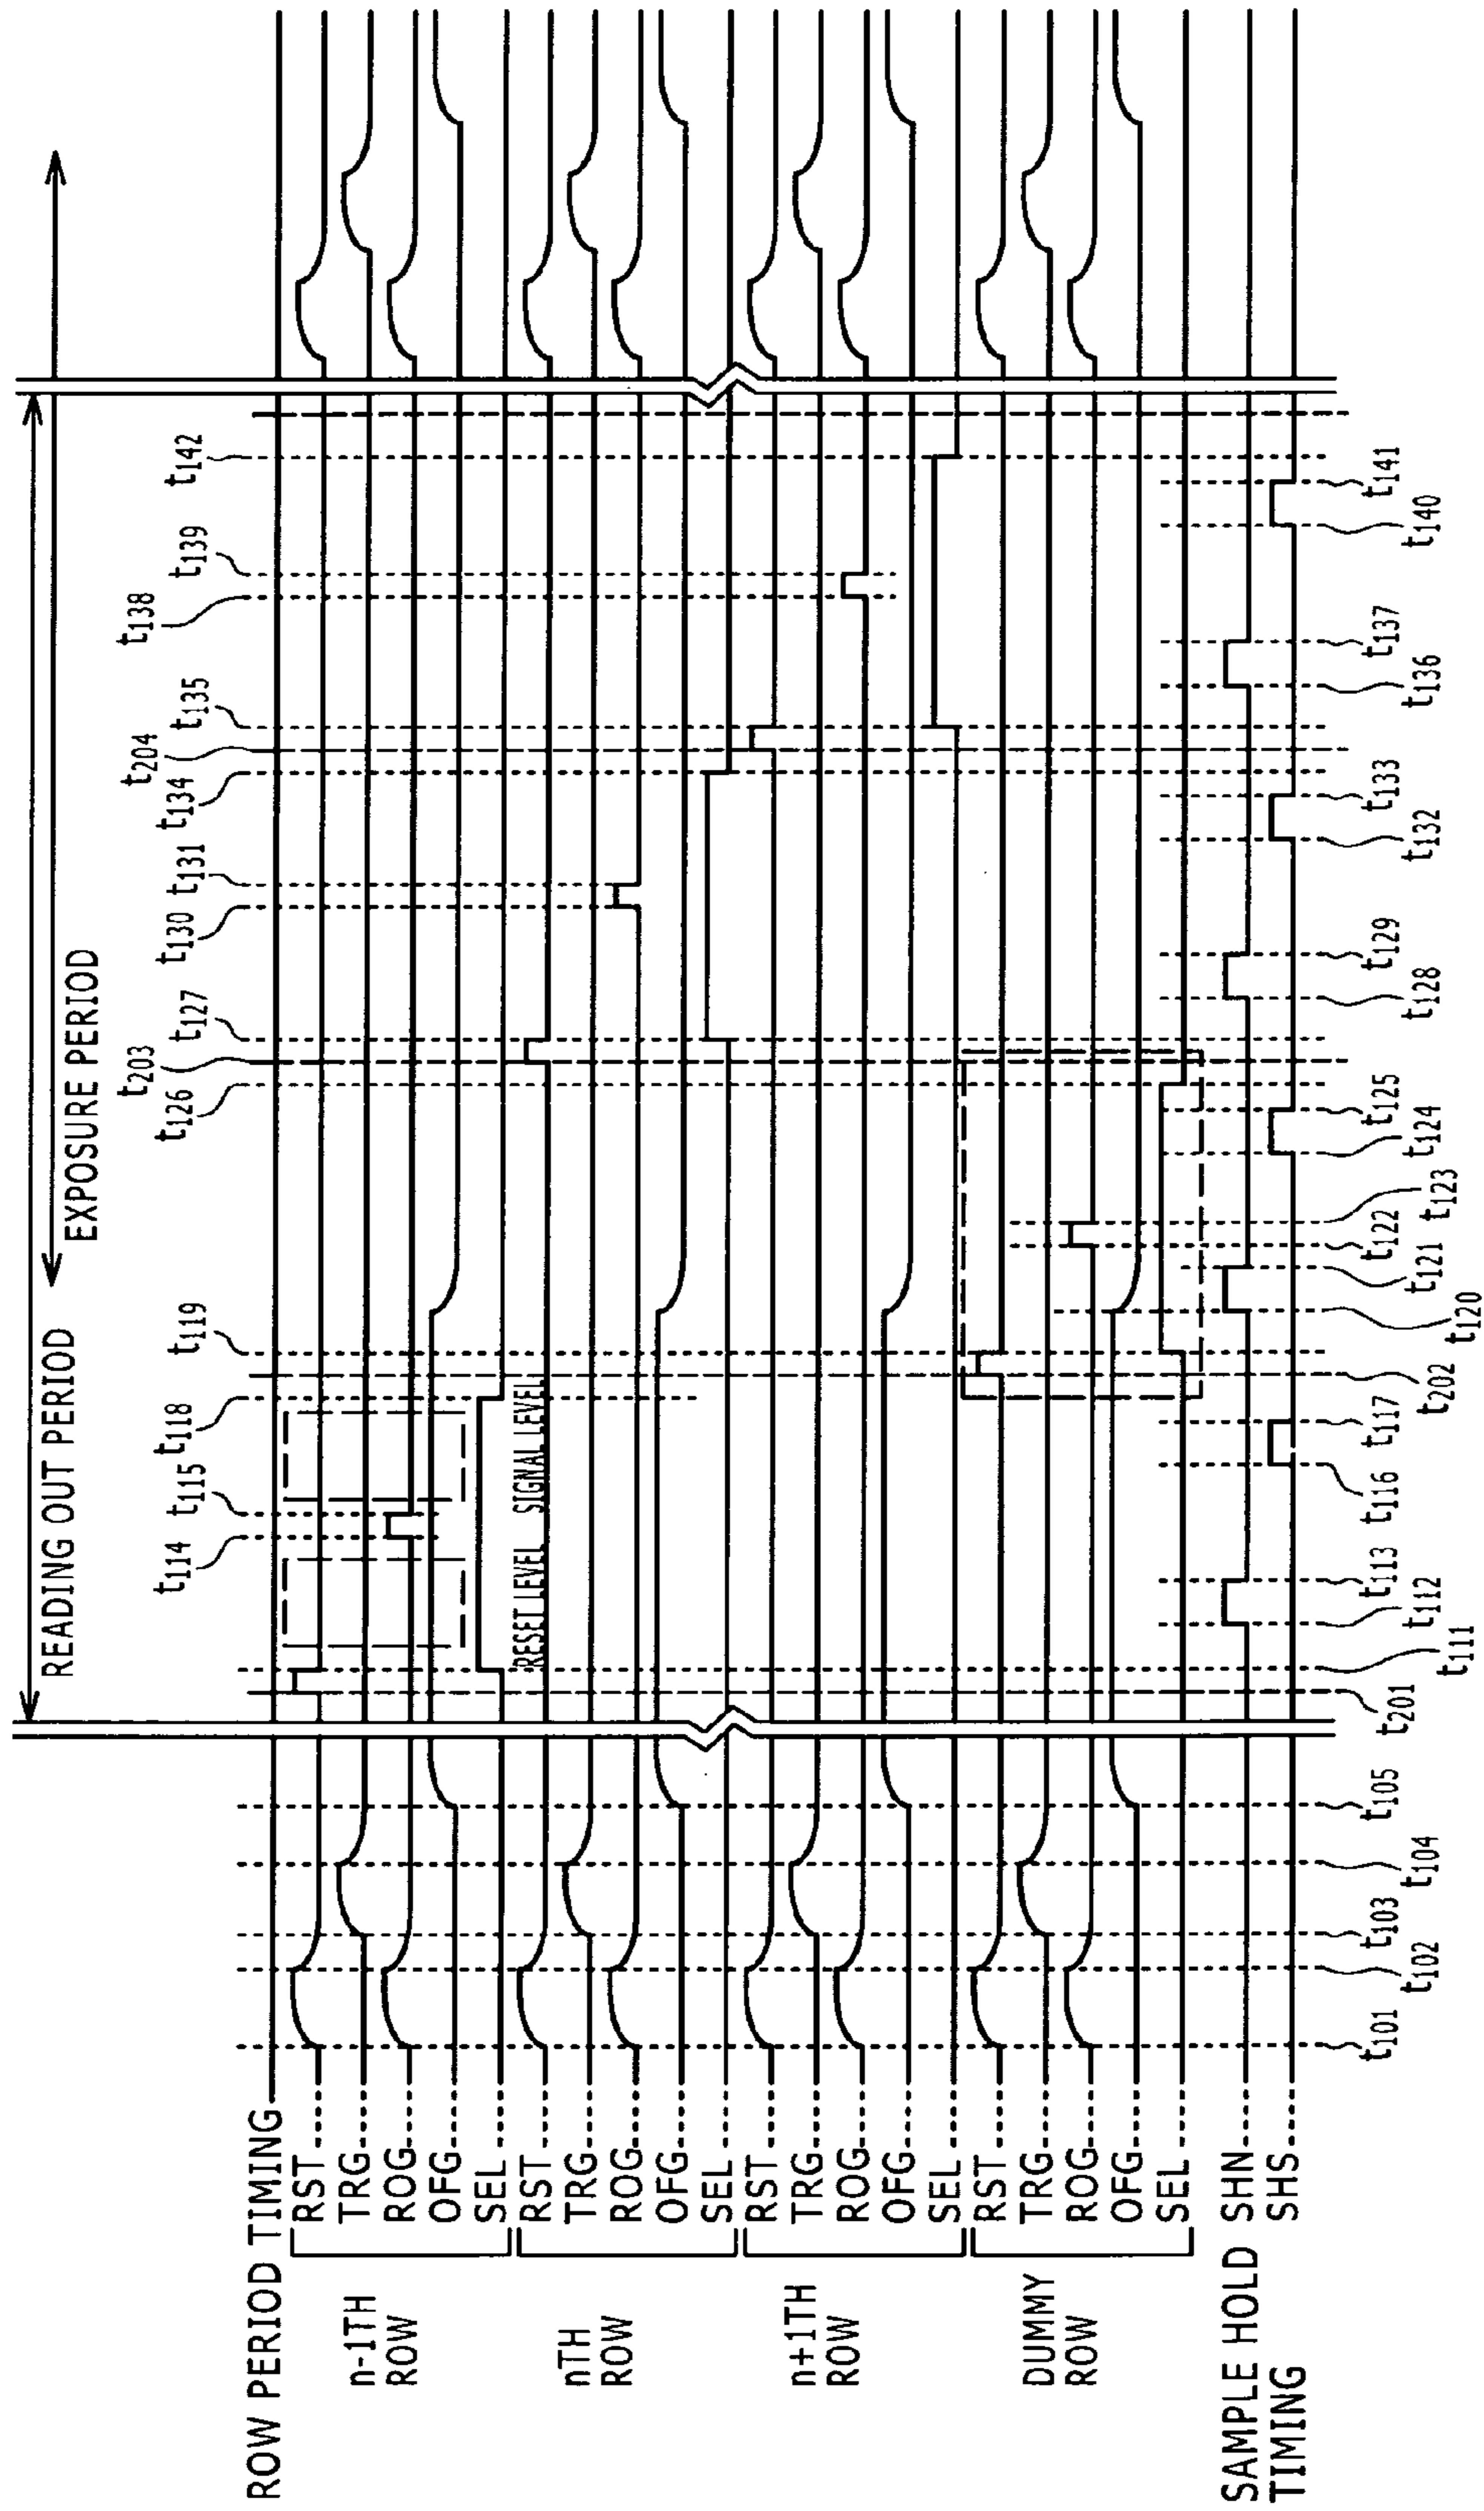 READING OUT PERIOD
EXPOSURE PERIOD
t114
t115
t118
t119
t126
t203
t127
t130
t131
t134
t204
t135
t138
t139
t142
ROW PERIOD TIMING
n-1TH
ROW
RST
TRG
ROG
OFG
SEL
RESET LEVEL
SIGNAL LEVEL
nTH
ROW
RST
TRG
ROG
OFG
SEL
n+1TH
ROW
RST
TRG
ROG
OFG
SEL
DUMMY
ROW
RST
TRG
ROG
OFG
SEL
SAMPLE HOLD
TIMING
SHN
SHS
t101
t102
t103
t104
t105
t201
t111
t112
t113
t116
t117
t202
t120
t121
t122
t123
t124
t125
t128
t129
t132
t133
t136
t137
t140
t141